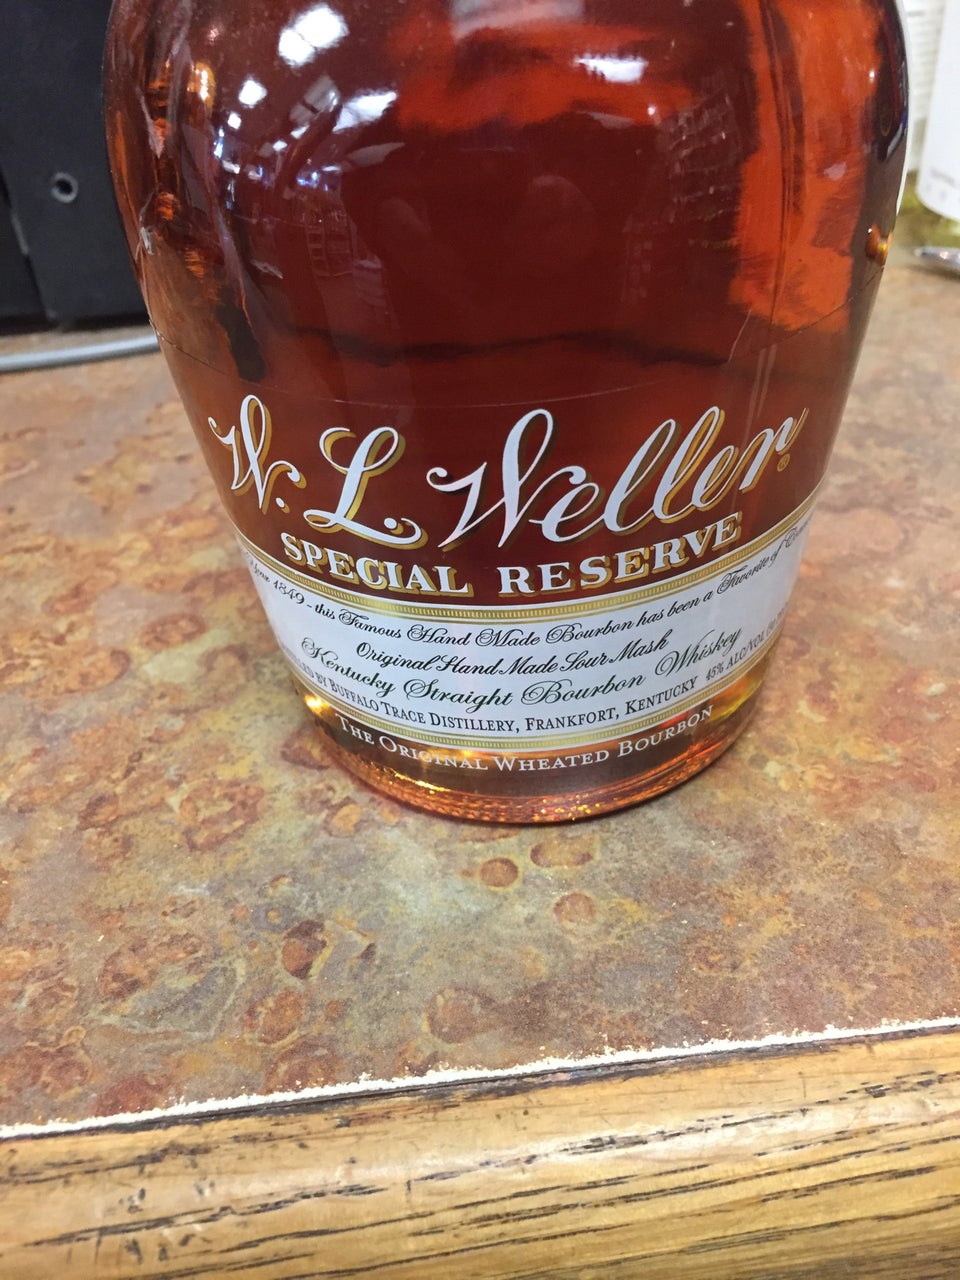 W. L. Weller®
SPECIAL RESERVE
1849 - this Famous Hand Made Bourbon has been a Favorite of
Original Hand Made Sour Mash
Kentucky Straight Bourbon Whiskey 45% ALC/VOL
BY BUFFALO TRACE DISTILLERY, FRANKFORT, KENTUCKY
THE ORIGINAL WHEATED BOURBON